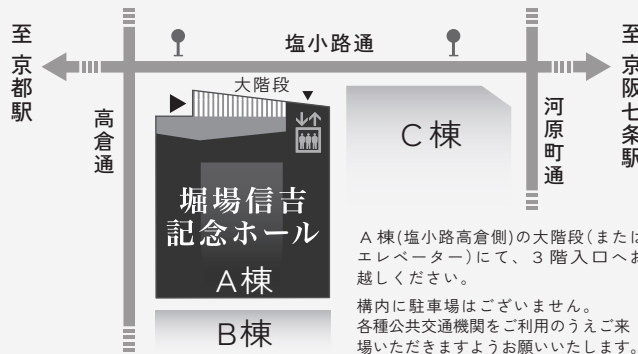 至 京都駅
塩小路通
至 京阪七条駅
高倉通
大階段
河原町通
C棟
堀場信吉
記念ホール
A棟
B棟
A棟(塩小路高倉側)の大階段(または
エレベーター)にて、3階入口へお
越しください。
構内に駐車場はございません。
各種公共交通機関をご利用のうえご来
場いただきますようお願いいたします。